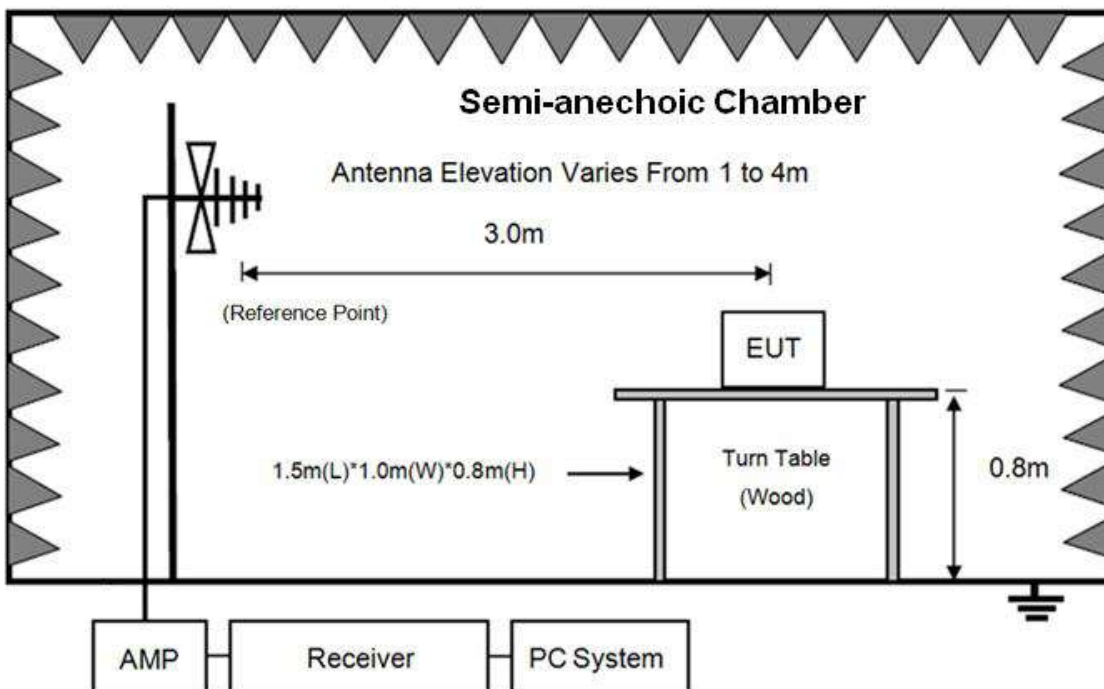 Semi-anechoic Chamber
Antenna Elevation Varies From 1 to 4m
3.0m
(Reference Point)
EUT
1.5m(L)*1.0m(W)*0.8m(H)
Turn Table
(Wood)
0.8m
AMP
Receiver
PC System